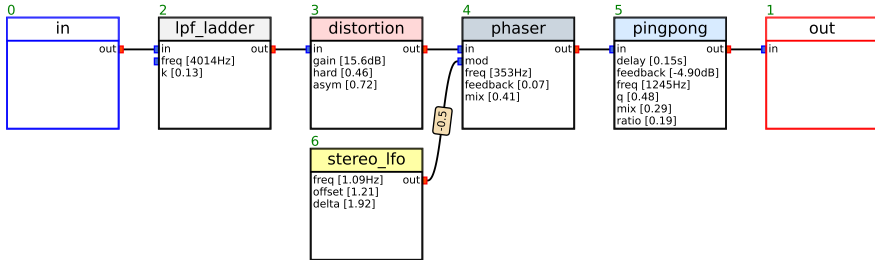 0
in
out
2
lpf_ladder
in out
freq [4014Hz]
k [0.13]
3
distortion
in out
gain [15.6dB]
hard [0.46]
asym [0.72]
4
phaser
in out
mod
freq [353Hz]
feedback [0.07]
mix [0.41]
5
pingpong
in out
delay [0.15s]
feedback [-4.90dB]
freq [1245Hz]
q [0.48]
mix [0.29]
ratio [0.19]
1
out
in
-0.5
6
stereo_lfo
freq [1.09Hz] out
offset [1.21]
delta [1.92]